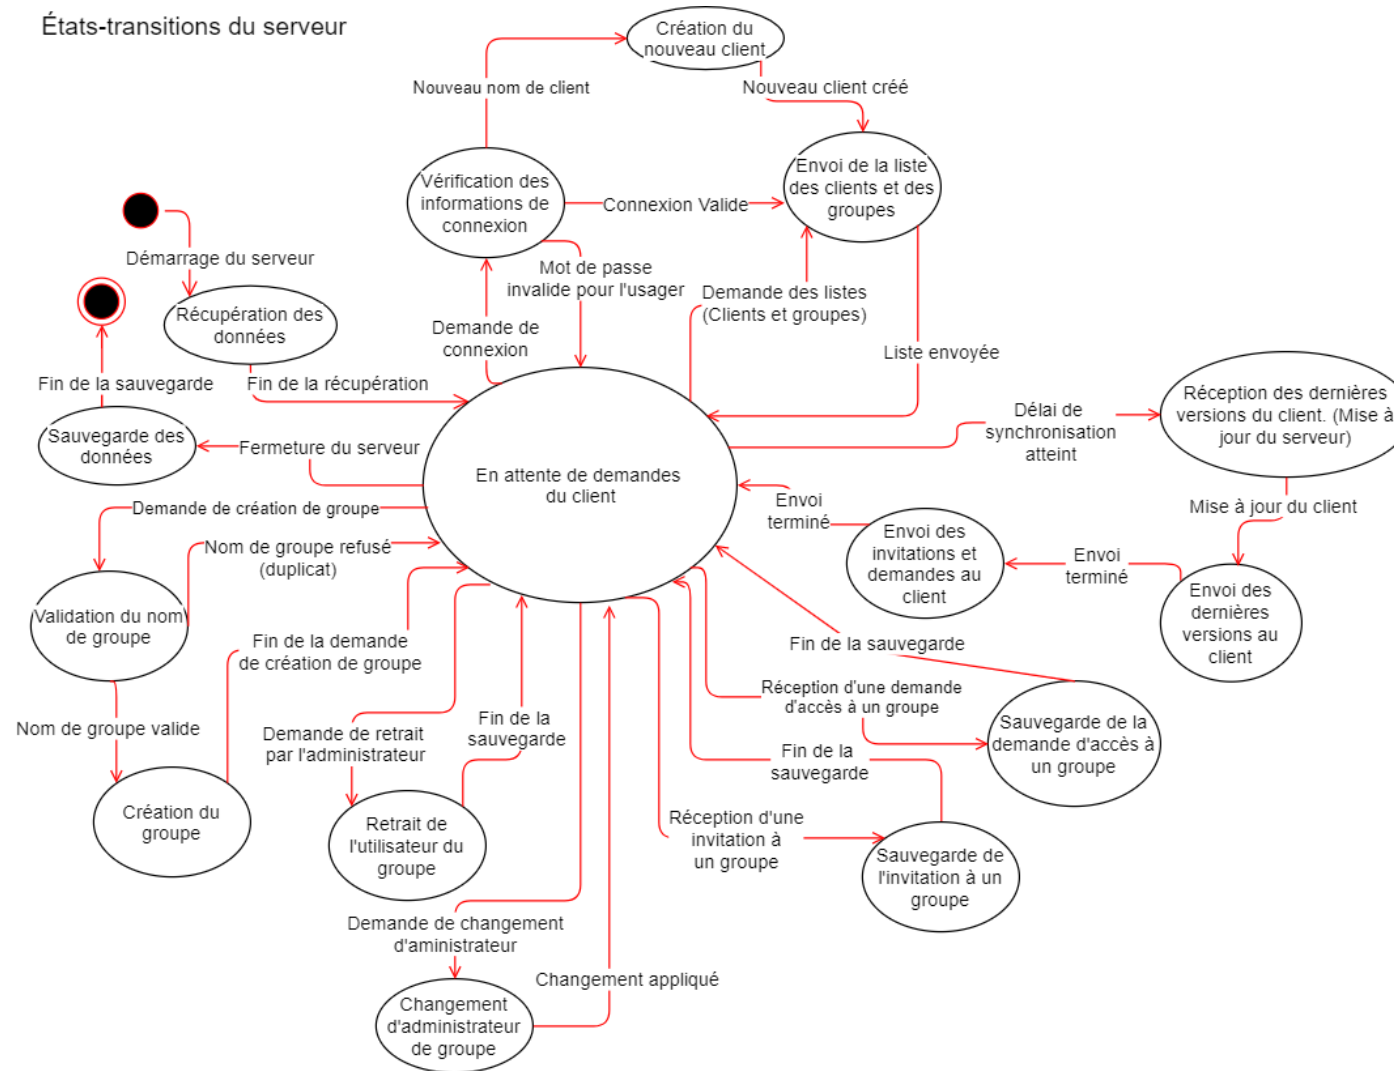 États-transitions du serveur
Création du
nouveau client
Nouveau nom de client
Nouveau client créé
Vérification des
informations de
connexion
Envoi de la liste
des clients et des
groupes
Connexion Valide
Démarrage du serveur
Mot de passe
invalide pour l'usager
Demande des listes
(Clients et groupes)
Récupération des
données
Demande de
connexion
Liste envoyée
Fin de la sauvegarde
Fin de la récupération
Réception des dernières
versions du client. (Mise à
jour du serveur)
Délai de
synchronisation
atteint
Sauvegarde des
données
Fermeture du serveur
En attente de demandes
du client
Envoi
terminé
Mise à jour du client
Demande de création de groupe
Nom de groupe refusé
(duplicat)
Envoi des
invitations et
demandes au
client
Envoi
terminé
Envoi des
dernières
versions au
client
Validation du nom
de groupe
Fin de la demande
de création de groupe
Fin de la sauvegarde
Réception d'une demande
d'accès à un groupe
Sauvegarde de la
demande d'accès à
un groupe
Nom de groupe valide
Demande de retrait
par l'administrateur
Fin de la
sauvegarde
Fin de la
sauvegarde
Création du
groupe
Retrait de
l'utilisateur du
groupe
Réception d'une
invitation à
un groupe
Sauvegarde de
l'invitation à un
groupe
Demande de changement
d'aministrateur
Changement appliqué
Changement
d'administrateur
de groupe